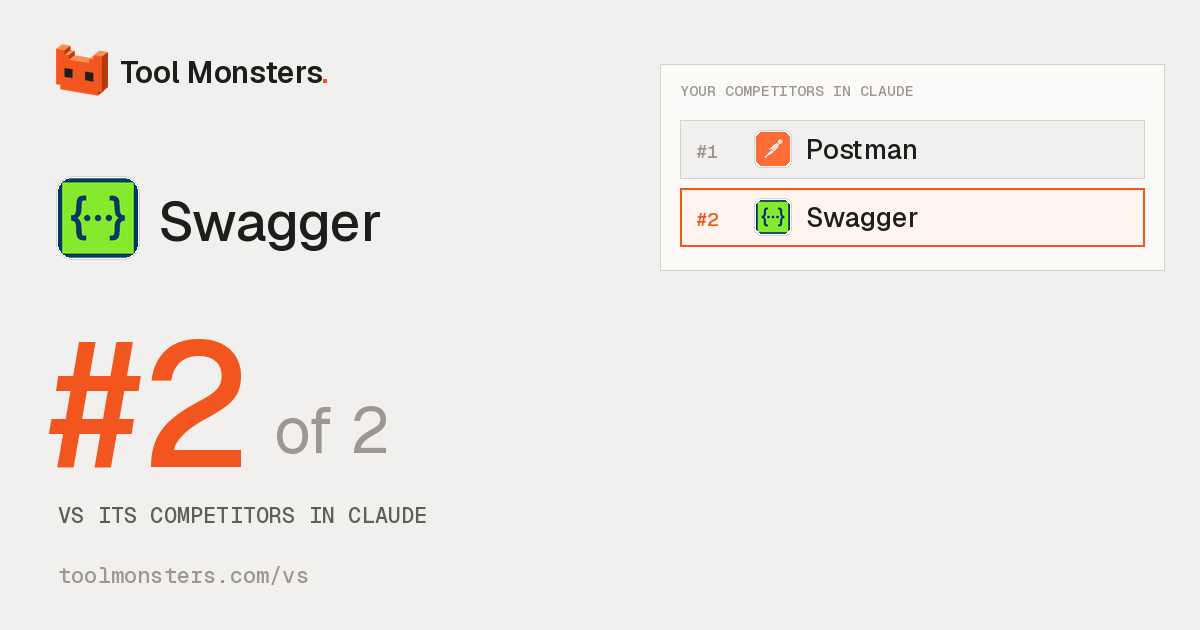 Tool Monsters.
Swagger
#2 of 2
VS ITS COMPETITORS IN CLAUDE
toolmonsters.com/vs
YOUR COMPETITORS IN CLAUDE
#1 Postman
#2 {...} Swagger